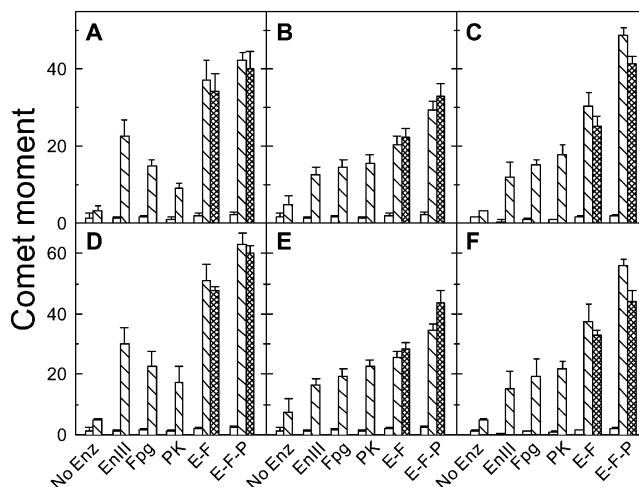 A B C
40
20
0
D E F
60
40
20
0
Comet moment
No Enz EnIII Fpg PK E-F E-F-P No Enz EnIII Fpg PK E-F E-F-P No Enz EnIII Fpg PK E-F E-F-P